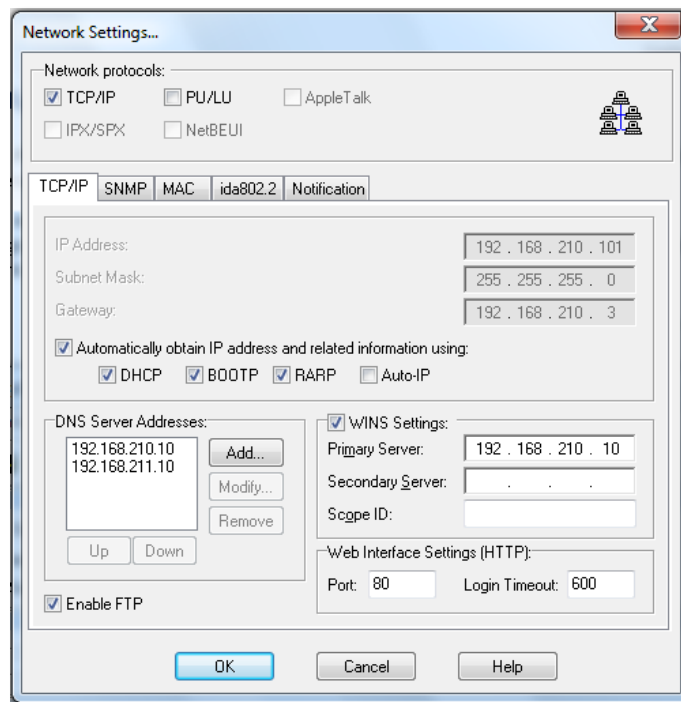 Network Settings...
Network protocols:
TCP/IP PU/LU AppleTalk
IPX/SPX NetBEUI
TCP/IP SNMP MAC ida802.2 Notification
IP Address: 192 . 168 . 210 . 101
Subnet Mask: 255 . 255 . 255 . 0
Gateway: 192 . 168 . 210 . 3
Automatically obtain IP address and related information using:
DHCP BOOTP RARP Auto-IP
DNS Server Addresses:
192.168.210.10
192.168.211.10
Add...
Modify...
Remove
Up Down
Enable FTP
WINS Settings:
Primary Server: 192 . 168 . 210 . 10
Secondary Server: . . .
Scope ID:
Web Interface Settings (HTTP):
Port: 80 Login Timeout: 600
OK Cancel Help